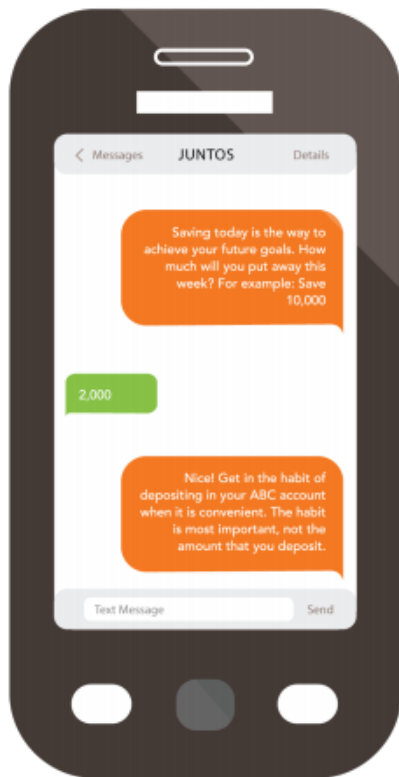 Messages
JUNTOS
Details
Saving today is the way to
achieve your future goals. How
much will you put away this
week? For example: Save
10,000
2,000
Nice! Get in the habit of
depositing in your ABC account
when it is convenient. The habit
is most important, not the
amount that you deposit.
Text Message
Send